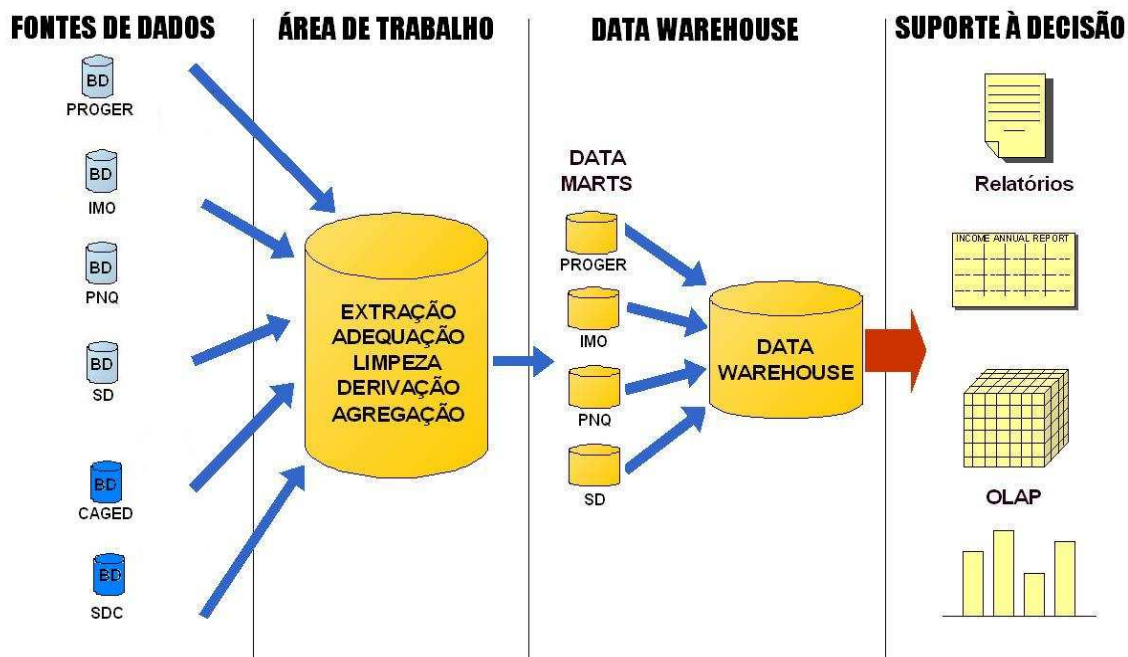 FONTES DE DADOS
BD
PROGER
BD
IMO
BD
PNQ
BD
SD
BD
CAGED
BD
SDC
ÁREA DE TRABALHO
EXTRAÇÃO
ADEQUAÇÃO
LIMPEZA
DERIVAÇÃO
AGREGAÇÃO
DATA WAREHOUSE
DATA
MARTS
PROGER
IMO
PNQ
SD
DATA
WAREHOUSE
SUPORTE À DECISÃO
Relatórios
INCOME ANNUAL REPORT
OLAP